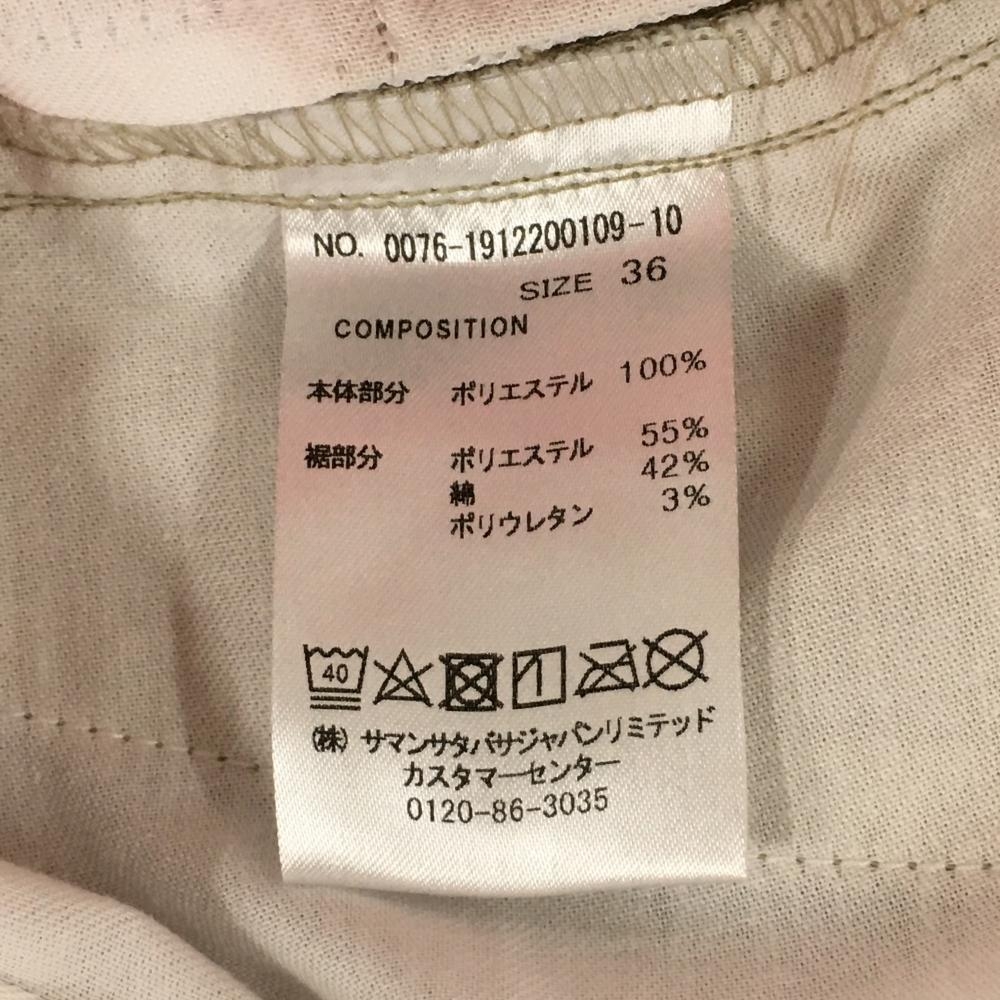 NO. 0076-1912200109-10
SIZE 36
COMPOSITION
本体部分 ポリエステル 100%
裾部分 ポリエステル 55%
綿 42%
ポリウレタン 3%
40
(株) サマンサタバサジャパンリミテッド
カスタマーセンター
0120-86-3035